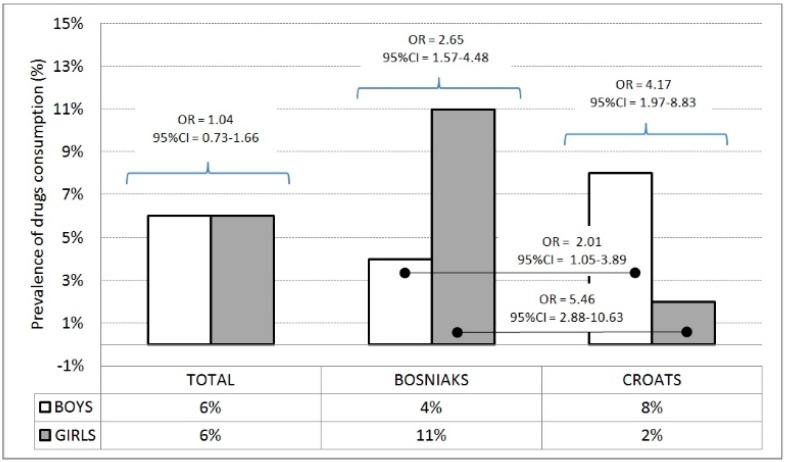 15%
13%
11%
9%
7%
5%
3%
1%
-1%
Prevalence of drugs consumption (%)
OR = 1.04
95%CI = 0.73-1.66
OR = 2.65
95%CI = 1.57-4.48
OR = 4.17
95%CI = 1.97-8.83
OR = 2.01
95%CI = 1.05-3.89
OR = 5.46
95%CI = 2.88-10.63
TOTAL BOSNIAKS CROATS
BOYS 6% 4% 8%
GIRLS 6% 11% 2%